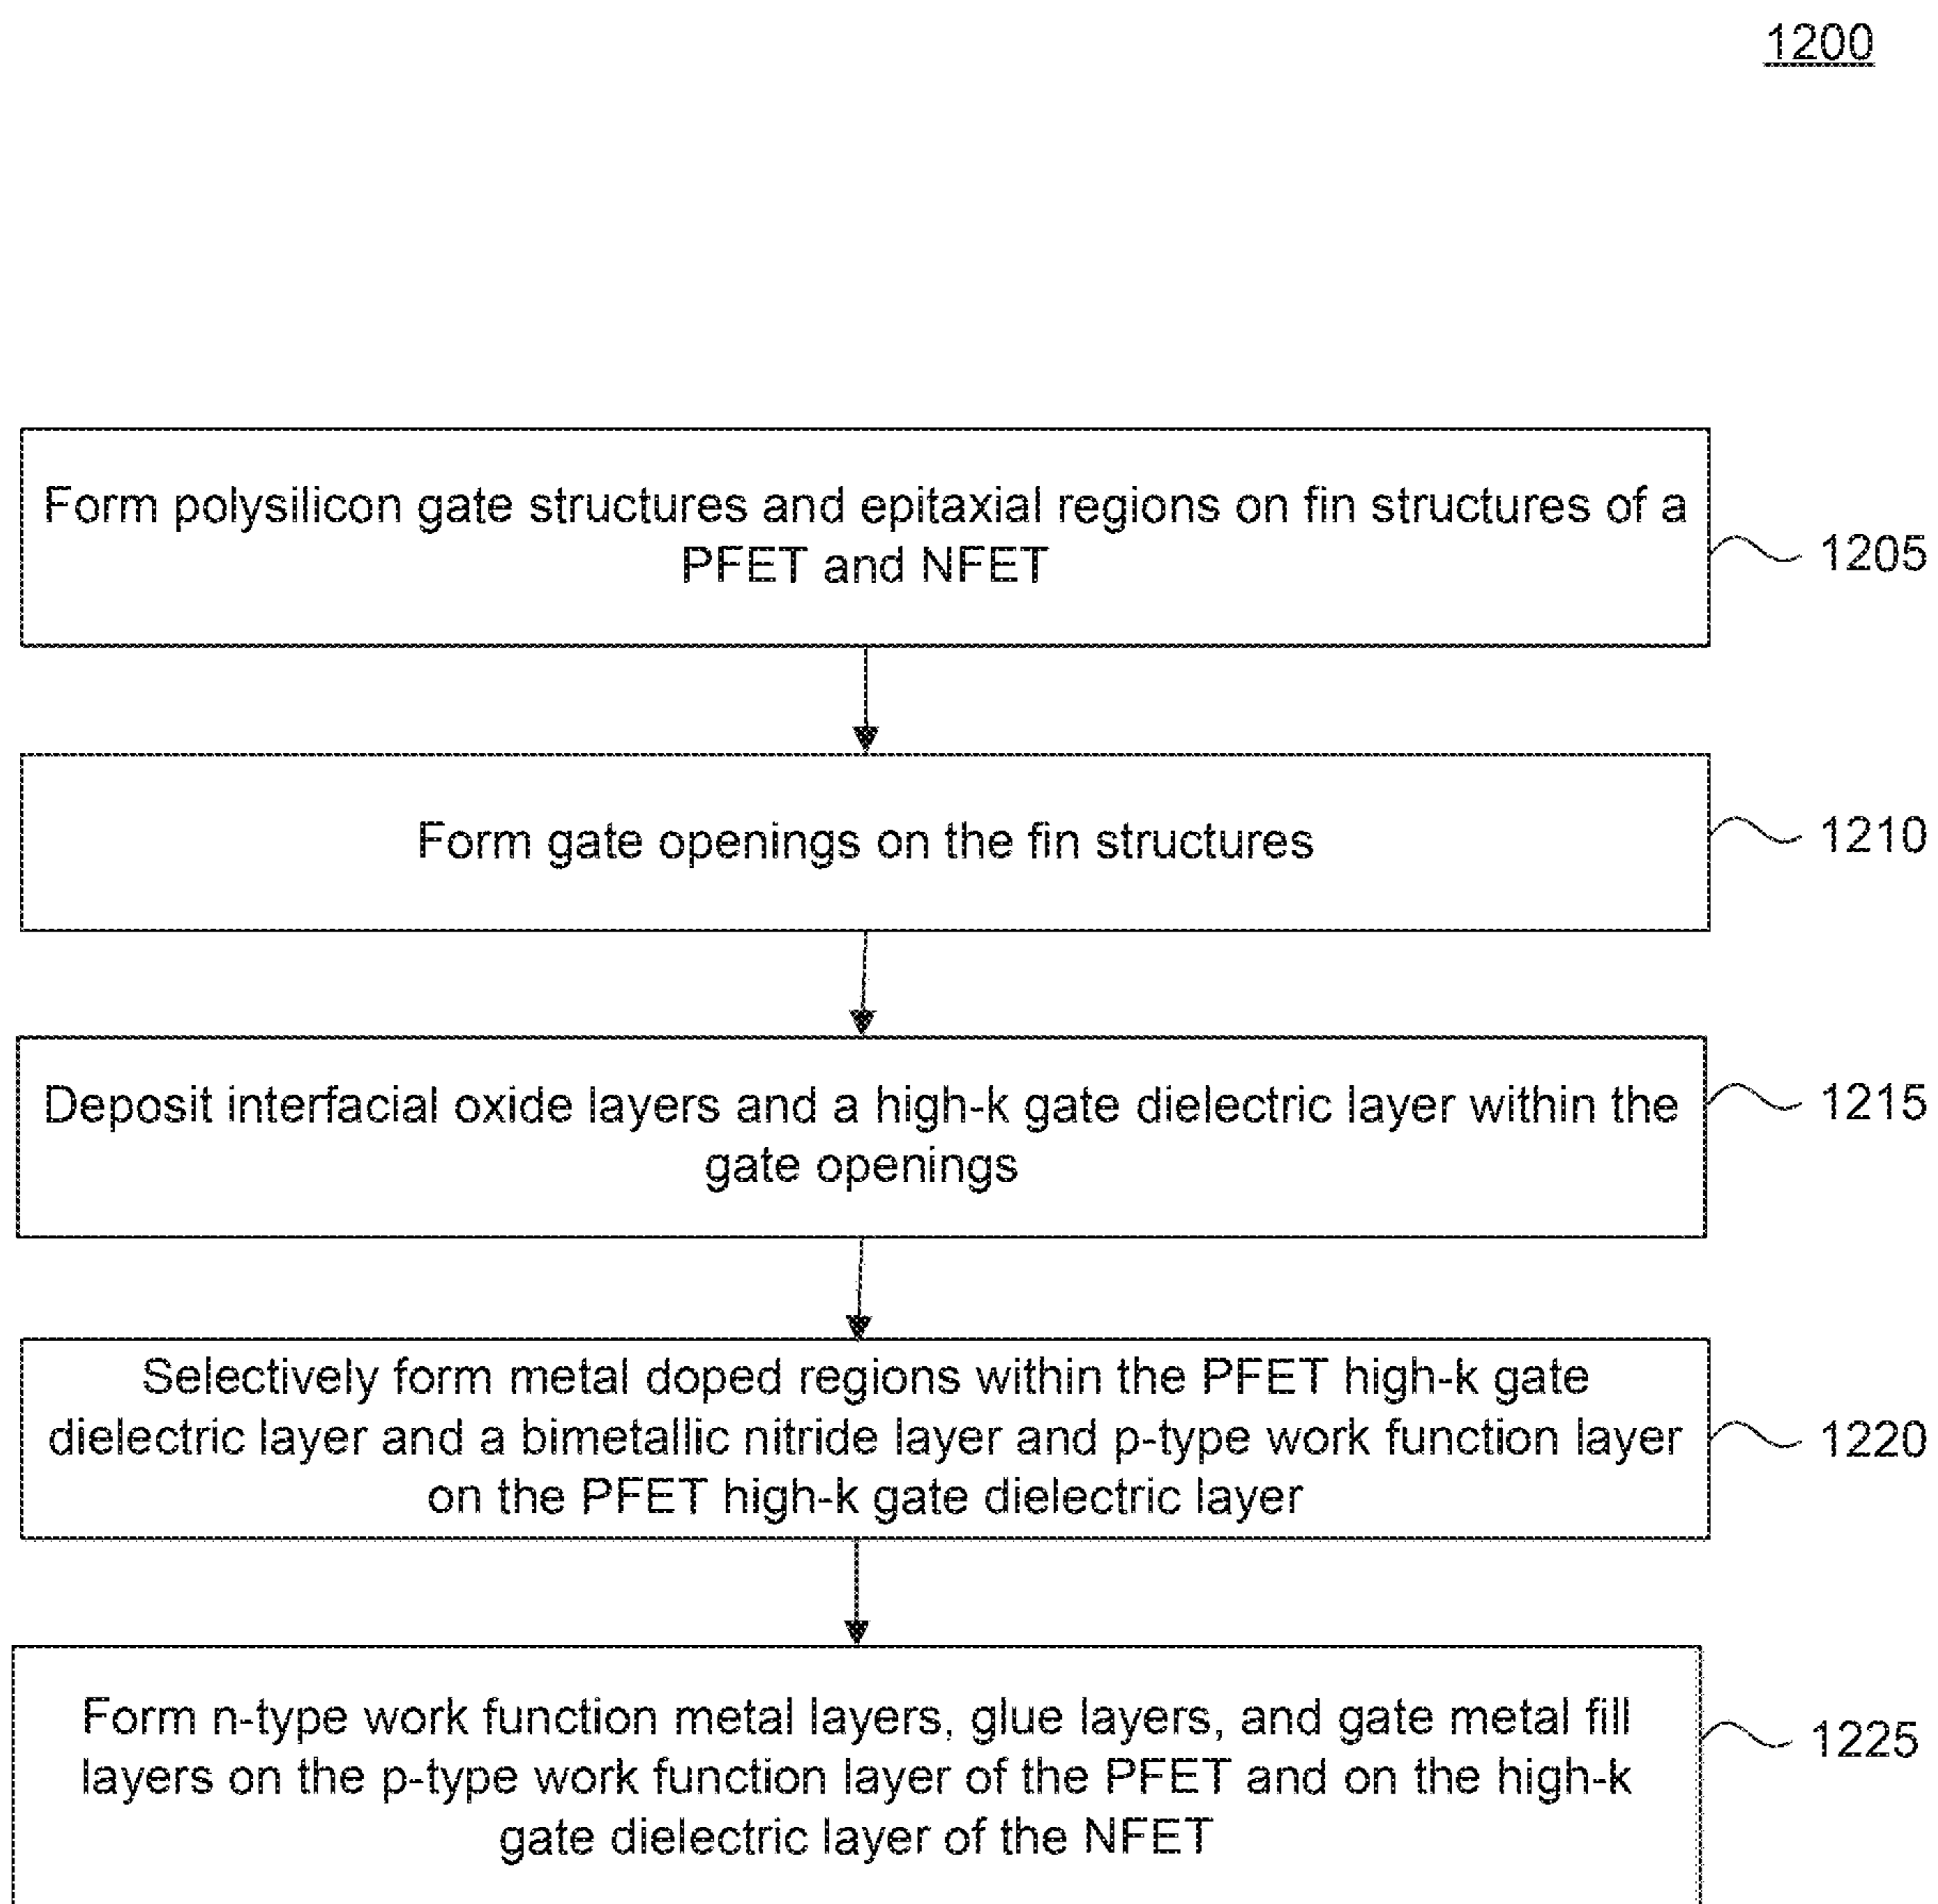 1200
Form polysilicon gate structures and epitaxial regions on fin structures of a
PFET and NFET
1205
Form gate openings on the fin structures
1210
Deposit interfacial oxide layers and a high-k gate dielectric layer within the
gate openings
1215
Selectively form metal doped regions within the PFET high-k gate
dielectric layer and a bimetallic nitride layer and p-type work function layer
on the PFET high-k gate dielectric layer
1220
Form n-type work function metal layers, glue layers, and gate metal fill
layers on the p-type work function layer of the PFET and on the high-k
gate dielectric layer of the NFET
1225